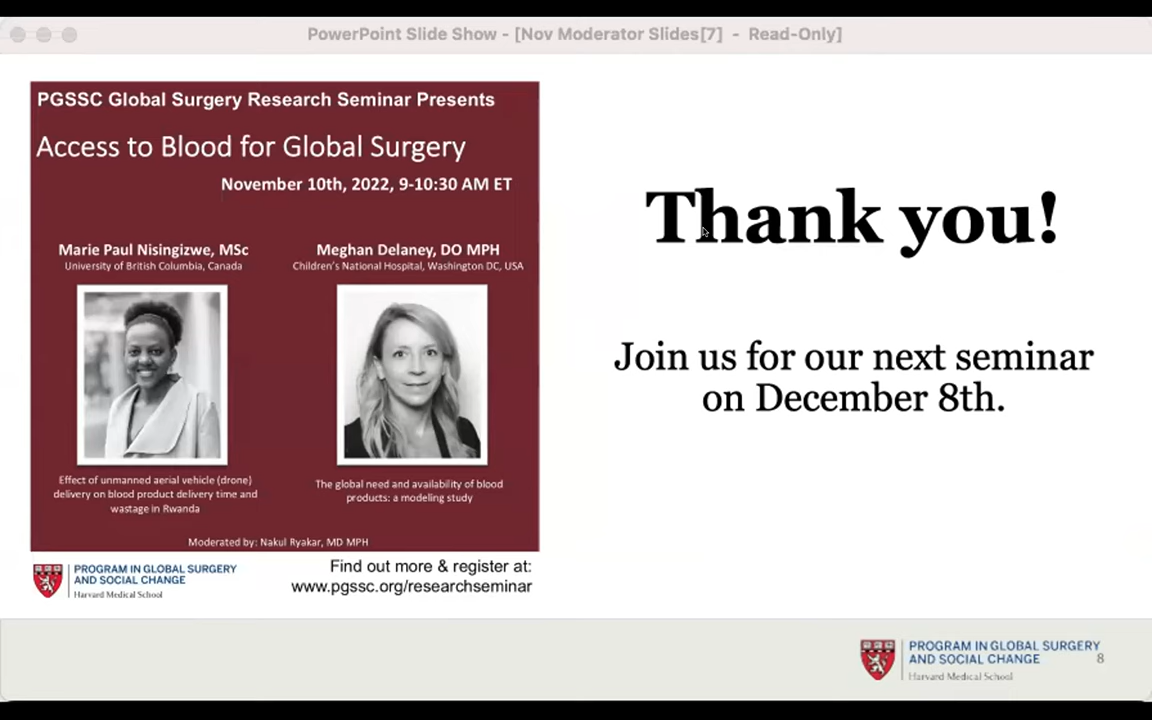 PowerPoint Slide Show - [Nov Moderator Slides[7] - Read-Only]
PGSSC Global Surgery Research Seminar Presents
Access to Blood for Global Surgery
November 10th, 2022, 9-10:30 AM ET
Marie Paul Nisingizwe, MSc
University of British Columbia, Canada
Effect of unmanned aerial vehicle (drone)
delivery on blood product delivery time and
wastage in Rwanda
Meghan Delaney, DO MPH
Children's National Hospital, Washington DC, USA
The global need and availability of blood
products: a modeling study
Moderated by: Nakul Ryakar, MD MPH
PROGRAM IN GLOBAL SURGERY
AND SOCIAL CHANGE
Harvard Medical School
Find out more & register at:
www.pgssc.org/researchseminar
Thank you!
Join us for our next seminar
on December 8th.
PROGRAM IN GLOBAL SURGERY
AND SOCIAL CHANGE
Harvard Medical School
8